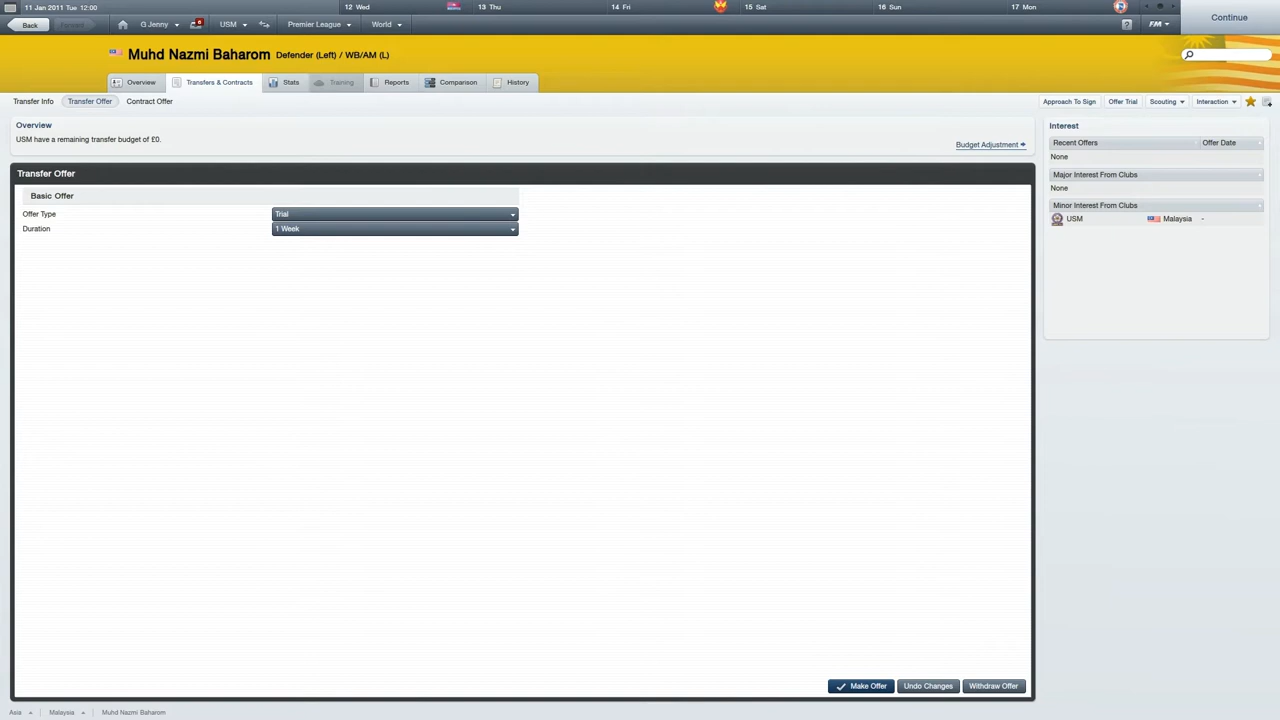 11 Jan 2011 Tue 12:00
12 Wed
13 Thu
14 Fri
15 Sat
16 Sun
17 Mon
Continue
Back
Forward
G Jenny
USM
Premier League
World
?
FM
Muhd Nazmi Baharom Defender (Left) / WB/AM (L)
Overview
Transfers & Contracts
Stats
Training
Reports
Comparison
History
Transfer Info
Transfer Offer
Contract Offer
Approach To Sign
Offer Trial
Scouting
Interaction
Overview
USM have a remaining transfer budget of £0.
Budget Adjustment
Interest
Recent Offers Offer Date
None
Major Interest From Clubs
None
Minor Interest From Clubs
USM Malaysia -
Transfer Offer
Basic Offer
Offer Type Trial
Duration 1 Week
Make Offer
Undo Changes
Withdraw Offer
Asia
Malaysia
Muhd Nazmi Baharom